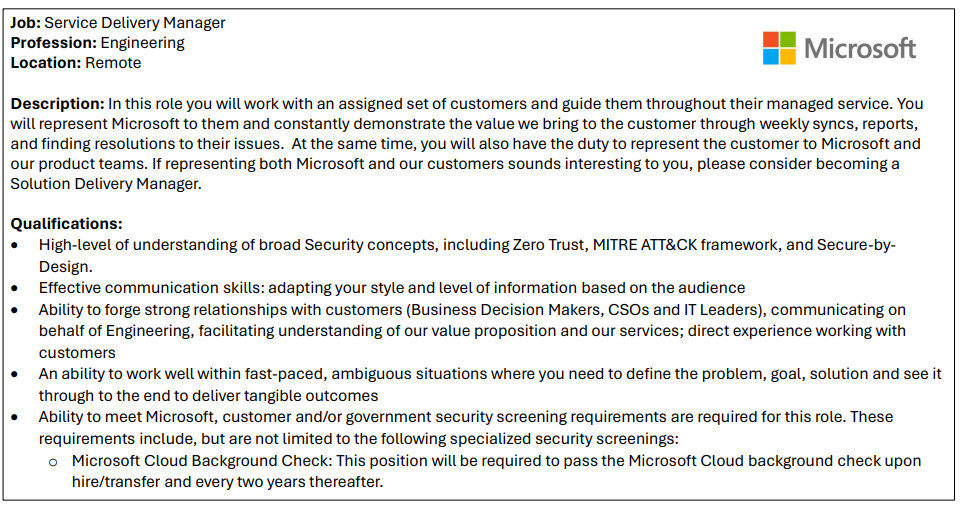 Job: Service Delivery Manager
Profession: Engineering
Location: Remote
Microsoft
Description: In this role you will work with an assigned set of customers and guide them throughout their managed service. You
will represent Microsoft to them and constantly demonstrate the value we bring to the customer through weekly syncs, reports,
and finding resolutions to their issues.  At the same time, you will also have the duty to represent the customer to Microsoft and
our product teams. If representing both Microsoft and our customers sounds interesting to you, please consider becoming a
Solution Delivery Manager.
Qualifications:
• High-level of understanding of broad Security concepts, including Zero Trust, MITRE ATT&CK framework, and Secure-by-
Design.
• Effective communication skills: adapting your style and level of information based on the audience
• Ability to forge strong relationships with customers (Business Decision Makers, CSOs and IT Leaders), communicating on
behalf of Engineering, facilitating understanding of our value proposition and our services; direct experience working with
customers
• An ability to work well within fast-paced, ambiguous situations where you need to define the problem, goal, solution and see it
through to the end to deliver tangible outcomes
• Ability to meet Microsoft, customer and/or government security screening requirements are required for this role. These
requirements include, but are not limited to the following specialized security screenings:
o Microsoft Cloud Background Check: This position will be required to pass the Microsoft Cloud background check upon
hire/transfer and every two years thereafter.